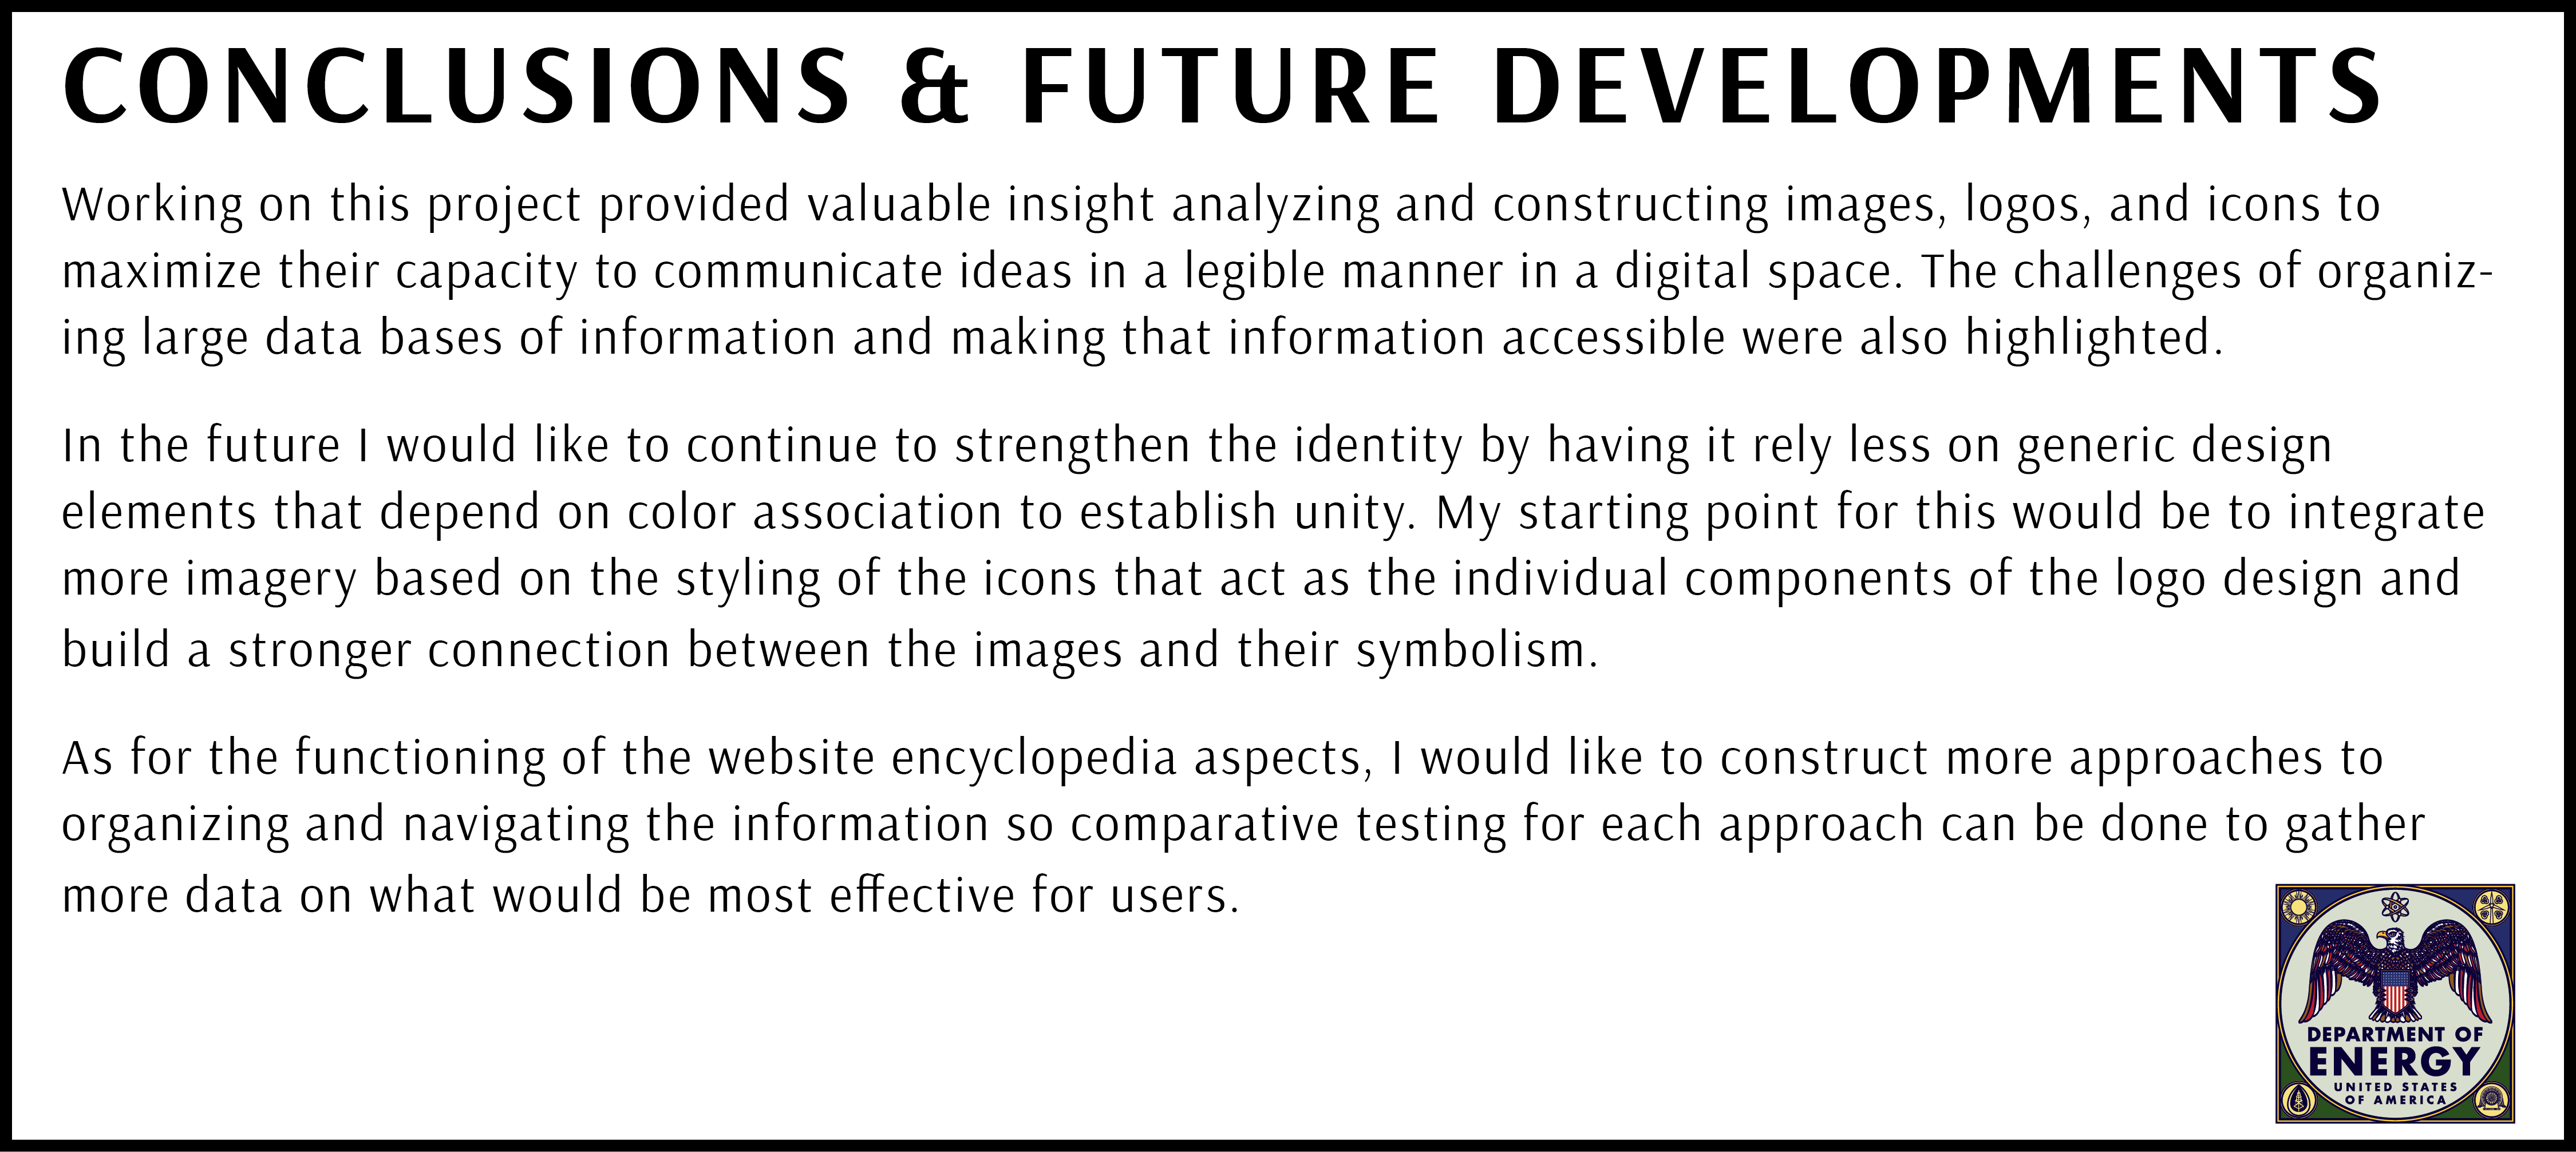 CONCLUSIONS & FUTURE DEVELOPMENTS
Working on this project provided valuable insight analyzing and constructing images, logos, and icons to
maximize their capacity to communicate ideas in a legible manner in a digital space. The challenges of organiz-
ing large data bases of information and making that information accessible were also highlighted.
In the future I would like to continue to strengthen the identity by having it rely less on generic design
elements that depend on color association to establish unity. My starting point for this would be to integrate
more imagery based on the styling of the icons that act as the individual components of the logo design and
build a stronger connection between the images and their symbolism.
As for the functioning of the website encyclopedia aspects, I would like to construct more approaches to
organizing and navigating the information so comparative testing for each approach can be done to gather
more data on what would be most effective for users.
DEPARTMENT OF
ENERGY
UNITED STATES
OF AMERICA